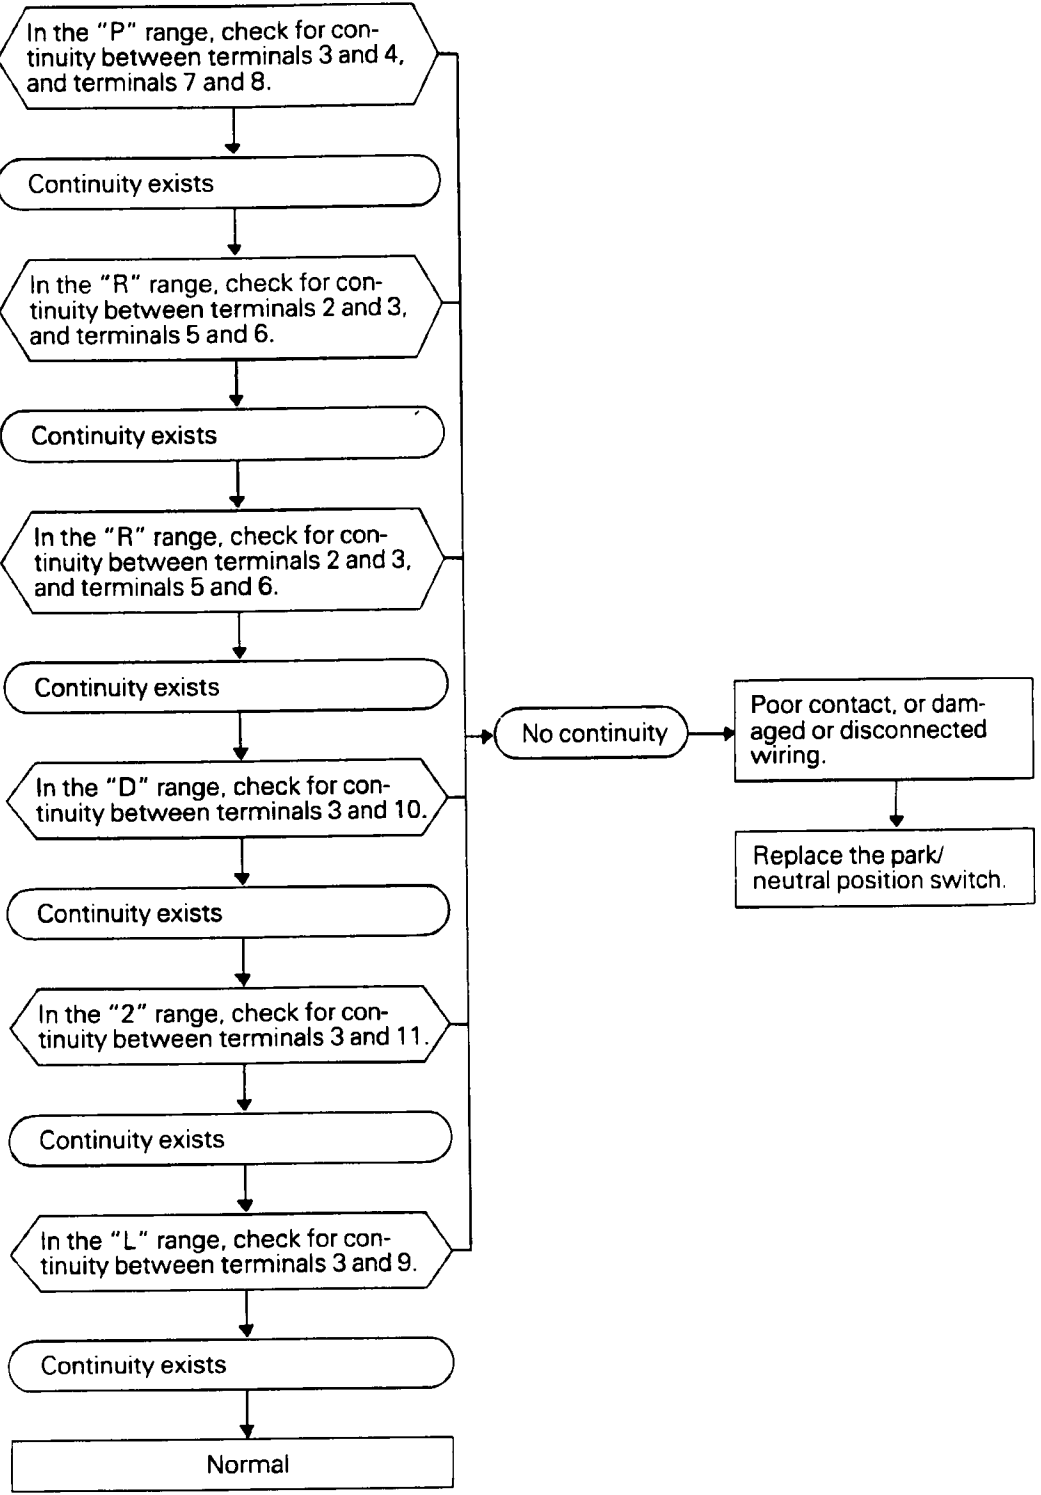 In the "P" range, check for con-
tinuity between terminals 3 and 4,
and terminals 7 and 8.
Continuity exists
In the "R" range, check for con-
tinuity between terminals 2 and 3,
and terminals 5 and 6.
Continuity exists
In the "R" range, check for con-
tinuity between terminals 2 and 3,
and terminals 5 and 6.
Continuity exists
In the "D" range, check for con-
tinuity between terminals 3 and 10.
Continuity exists
In the "2" range, check for con-
tinuity between terminals 3 and 11.
Continuity exists
In the "L" range, check for con-
tinuity between terminals 3 and 9.
Continuity exists
Normal
No continuity
Poor contact, or dam-
aged or disconnected
wiring.
Replace the park/
neutral position switch.